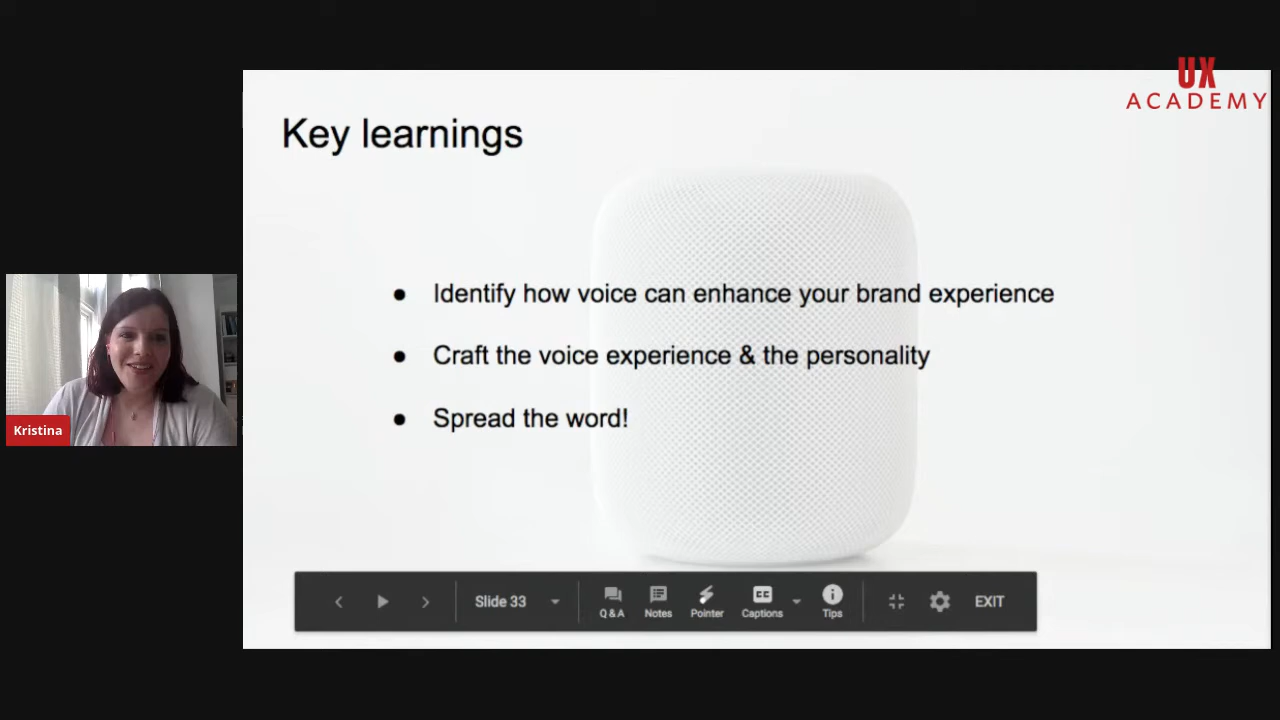 UX
ACADEMY
Key learnings
● Identify how voice can enhance your brand experience
● Craft the voice experience & the personality
● Spread the word!
Kristina
Slide 33
Q & A
Notes
Pointer
CC
Captions
Tips
EXIT